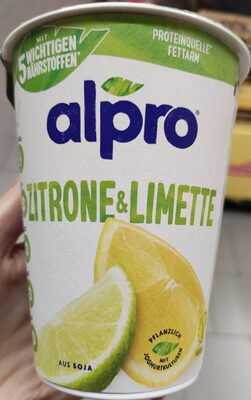 MIT
5 WICHTIGEN
NÄHRSTOFFEN*
PROTEINQUELLE*
FETTARM
alpro®
ZITRONE & LIMETTE
PFLANZLICH
MIT
JOGHURTKULTUREN
AUS SOJA